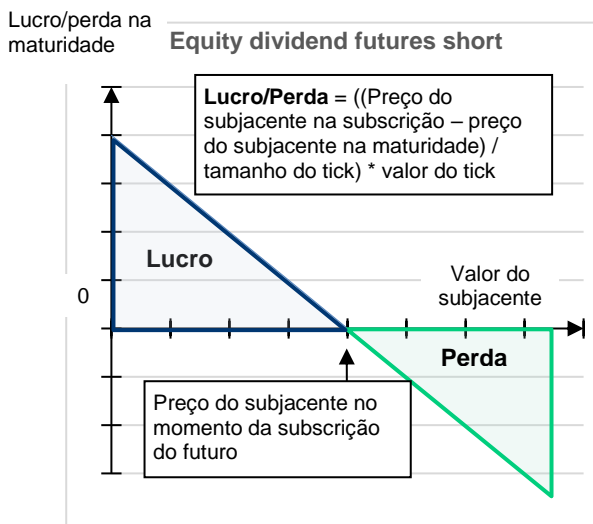 Lucro/perda na
maturidade
Equity dividend futures short
Lucro/Perda = ((Preço do
subjacente na subscrição – preço
do subjacente na maturidade) /
tamanho do tick) * valor do tick
Lucro
Valor do
subjacente
0
Perda
Preço do subjacente no
momento da subscrição
do futuro